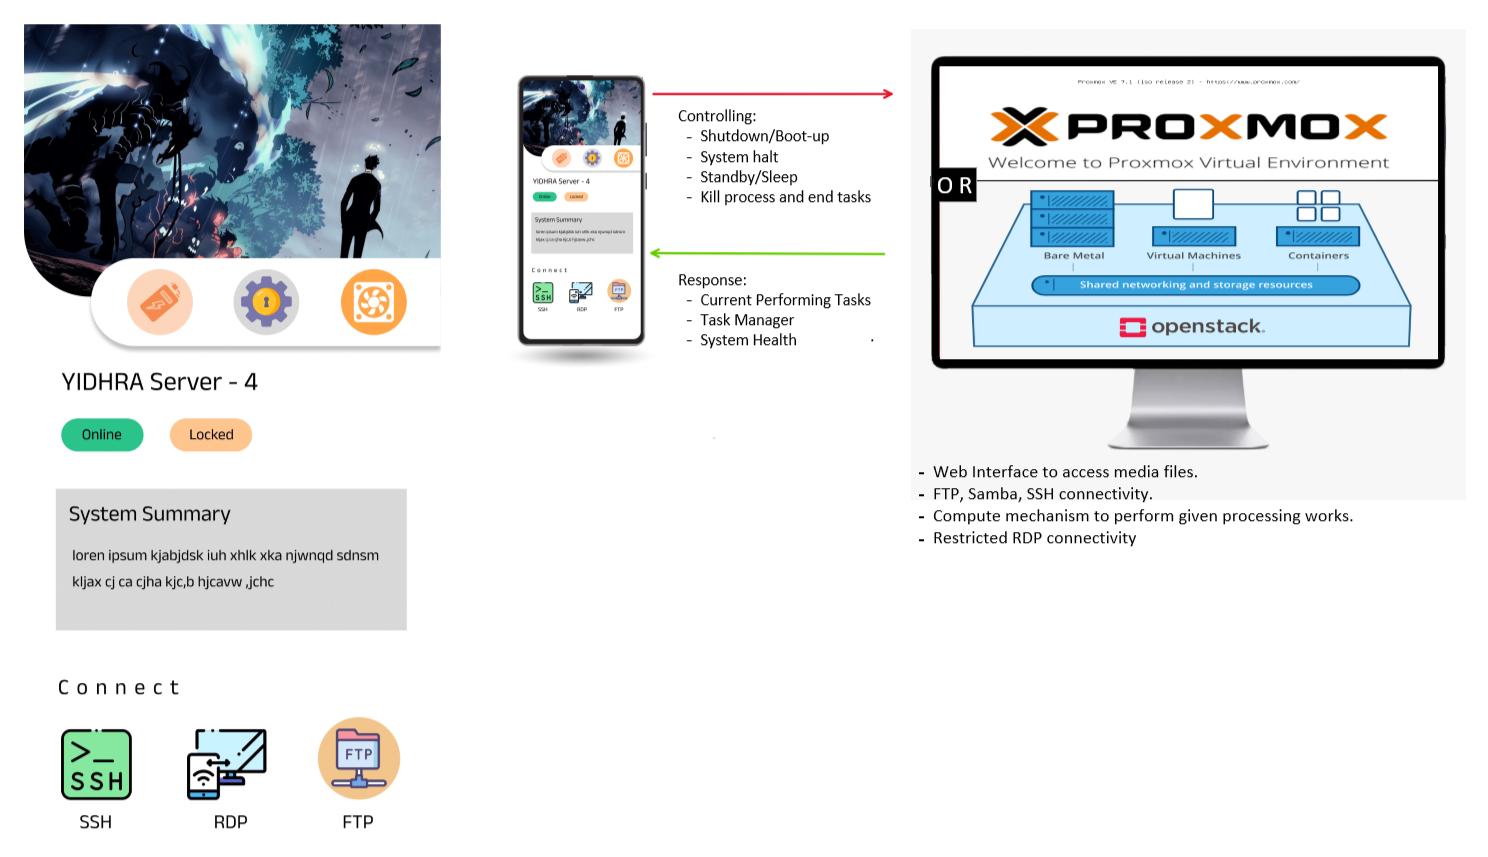 YIDHRA Server - 4
Online
Locked
System Summary
loren ipsum kjabjdsk iuh xhlk xka njwnqd sdnsm
kljax cj ca cjha kjc,b hjcavw ,jchc
Connect
SSH
SSH
RDP
FTP
FTP
YIDHRA Server - 4
Online
Locked
System Summary
loren ipsum kjabjdsk iuh xhlk xka njwnqd sdnsm
kljax cj ca cjha kjc,b hjcavw ,jchc
Connect
SSH
SSH
RDP
FTP
FTP
Controlling:
- Shutdown/Boot-up
- System halt
- Standby/Sleep
- Kill process and end tasks
Response:
- Current Performing Tasks
- Task Manager
- System Health
Proxmox VE 7.1 (iso release 2) - https://www.proxmox.com/
PROXMOX
Welcome to Proxmox Virtual Environment
OR
Bare Metal
Virtual Machines
Containers
Shared networking and storage resources
openstack.
- Web Interface to access media files.
- FTP, Samba, SSH connectivity.
- Compute mechanism to perform given processing works.
- Restricted RDP connectivity